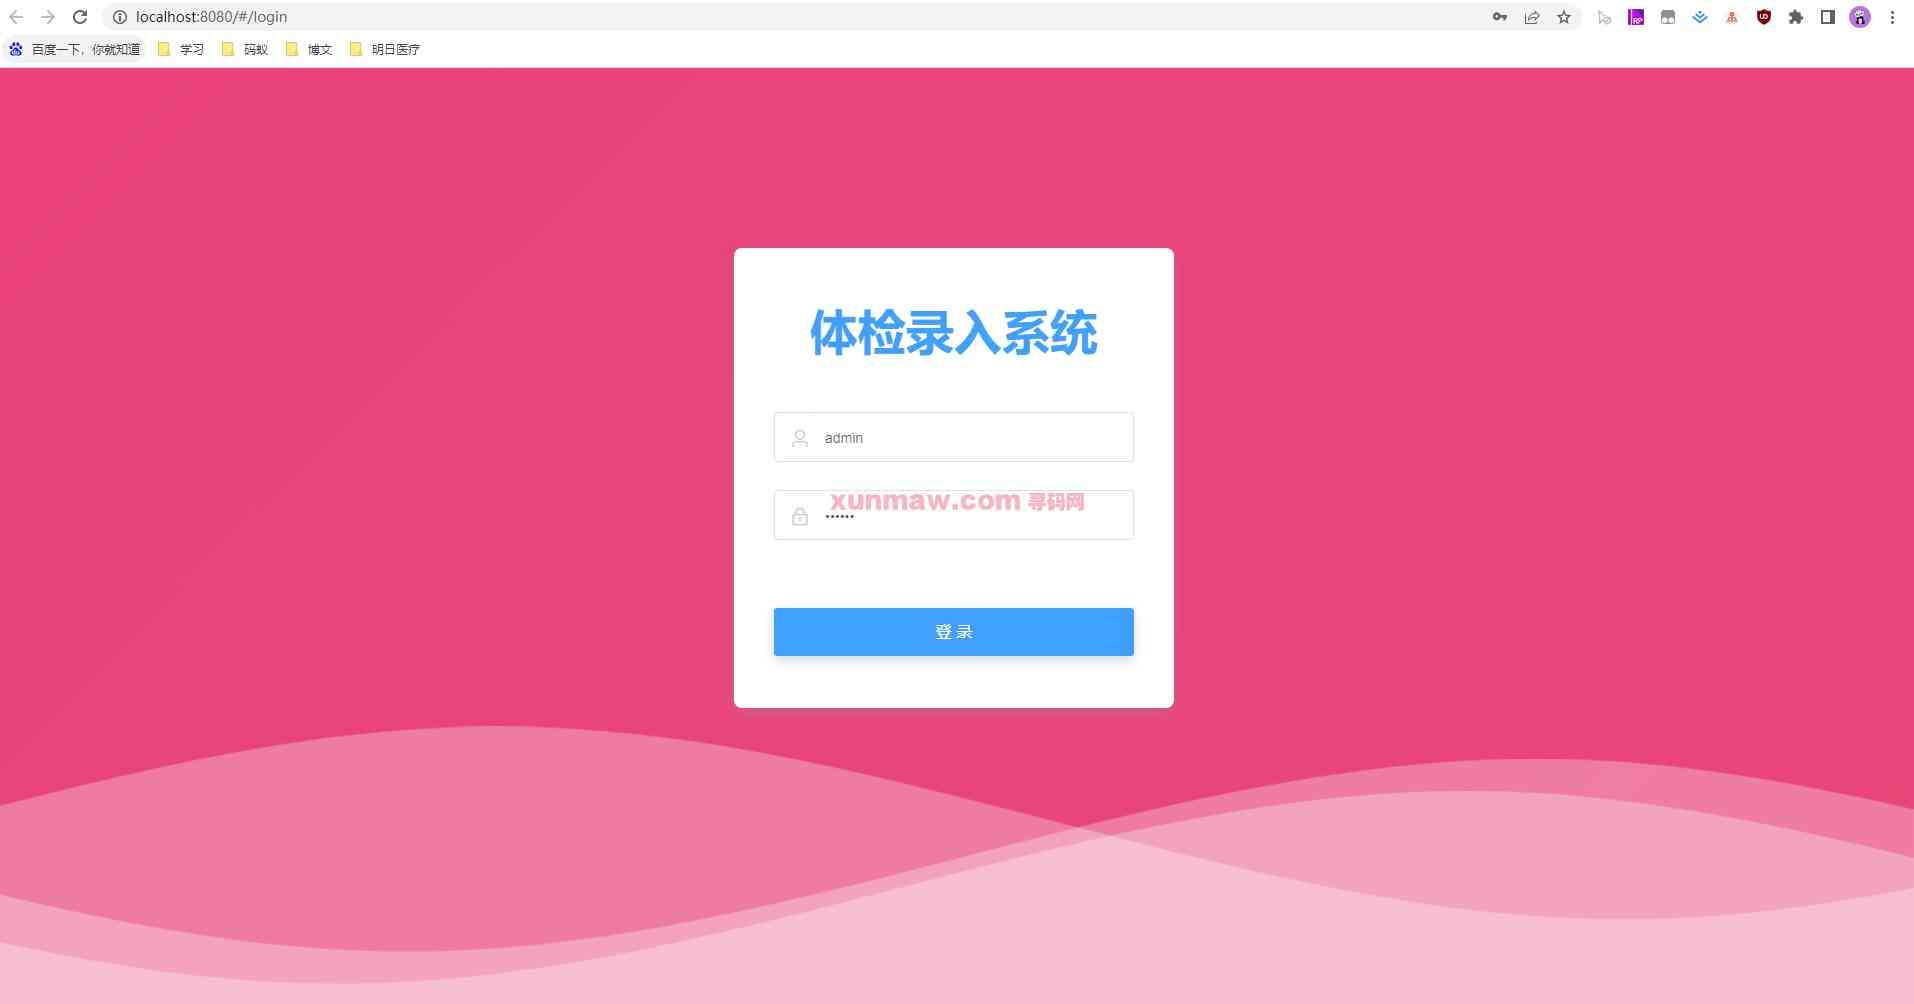 localhost:8080/#/login
百度一下，你就知道 学习 码蚁 博文 明日医疗
体检录入系统
admin
xunmaw.com 寻码网
••••••
登 录